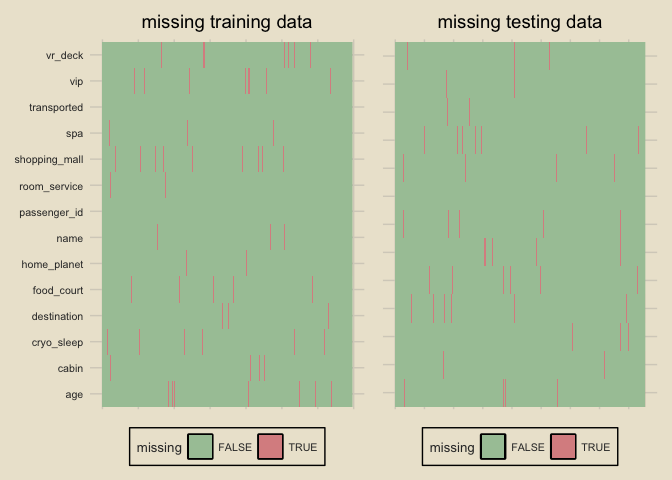 missing training data
missing testing data
vr_deck
vip
transported
spa
shopping_mall
room_service
passenger_id
name
home_planet
food_court
destination
cryo_sleep
cabin
age
missing FALSE TRUE
missing FALSE TRUE